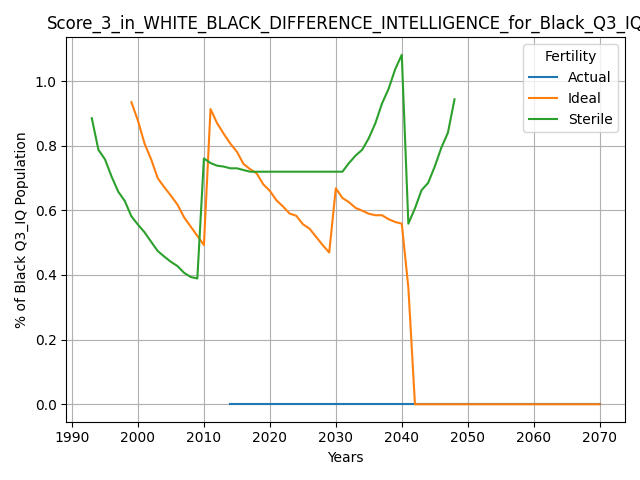 Score_3_in_WHITE_BLACK_DIFFERENCE_INTELLIGENCE_for_Black_Q3_IQ
Fertility
Actual
Ideal
Sterile
% of Black Q3_IQ Population
1.0
0.8
0.6
0.4
0.2
0.0
1990 2000 2010 2020 2030 2040 2050 2060 2070
Years